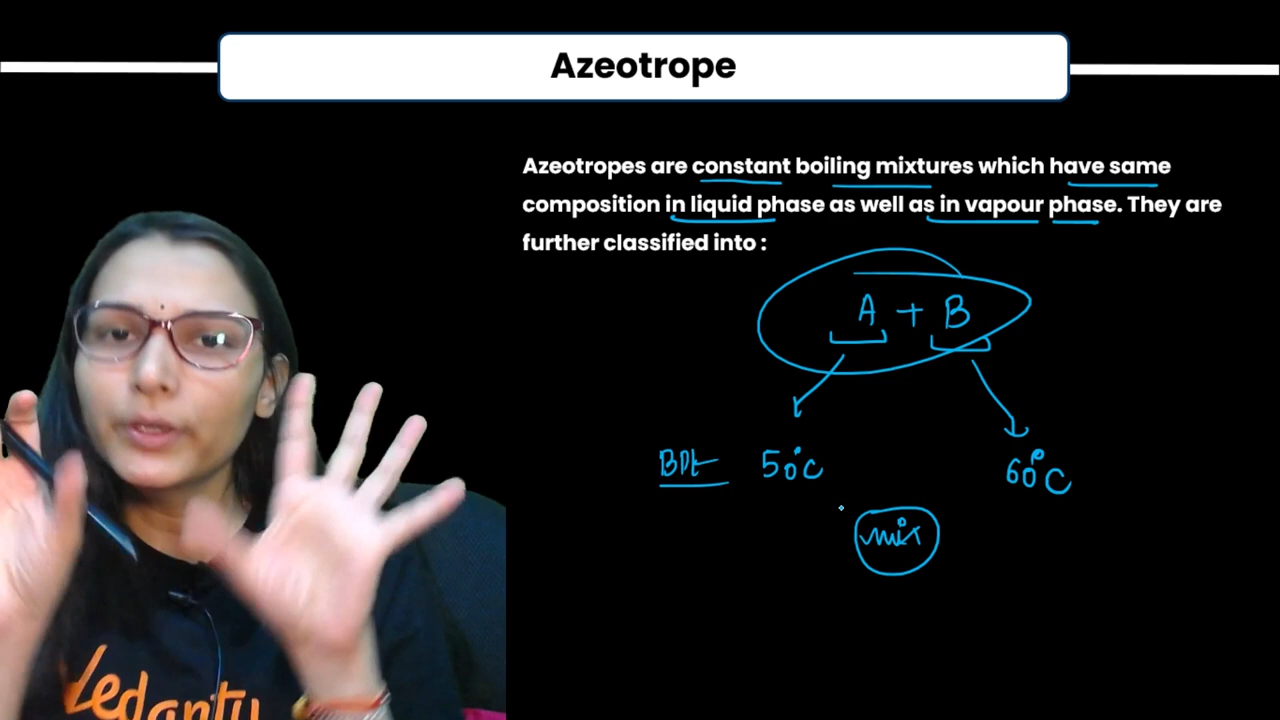 Azeotrope
Azeotropes are constant boiling mixtures which have same
composition in liquid phase as well as in vapour phase. They are
further classified into :
A + B
BPt 50°C 60°C
mix
Vedantu